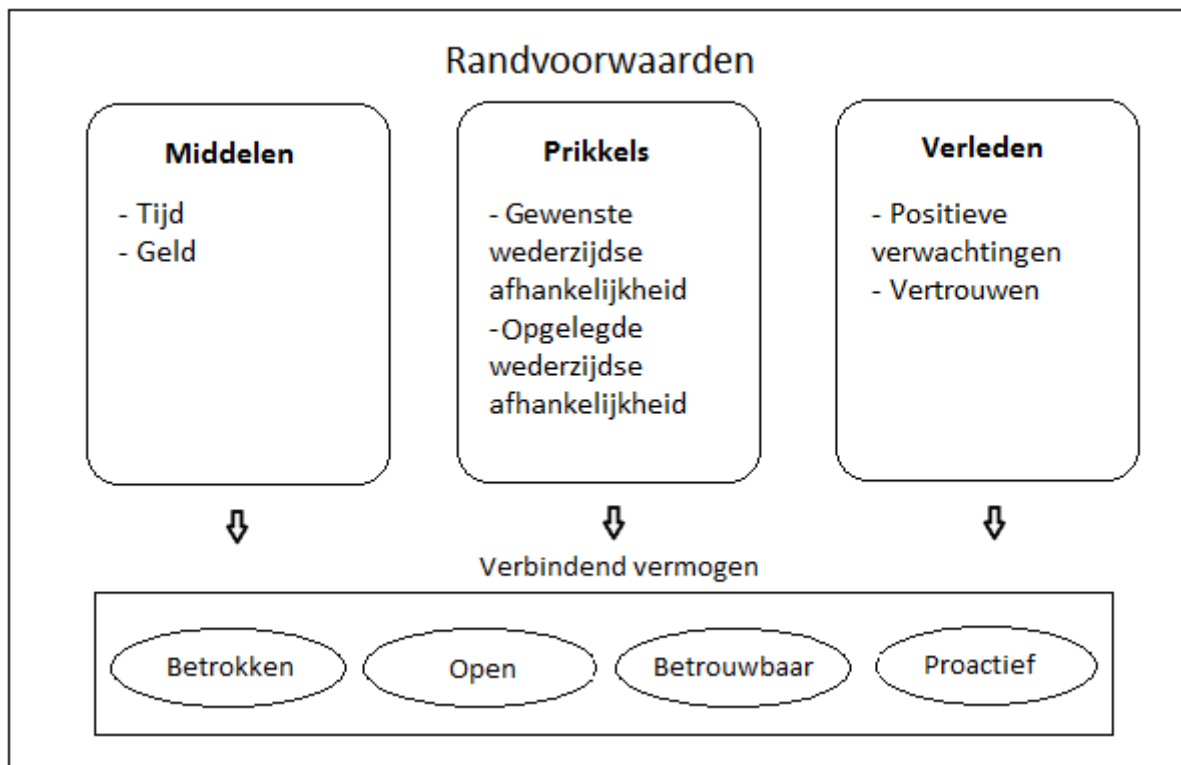 Randvoorwaarden
Middelen
- Tijd
- Geld
Prikkels
- Gewenste
wederzijdse
afhankelijkheid
-Opgelegde
wederzijdse
afhankelijkheid
Verleden
- Positieve
verwachtingen
- Vertrouwen
Verbindend vermogen
Betrokken
Open
Betrouwbaar
Proactief